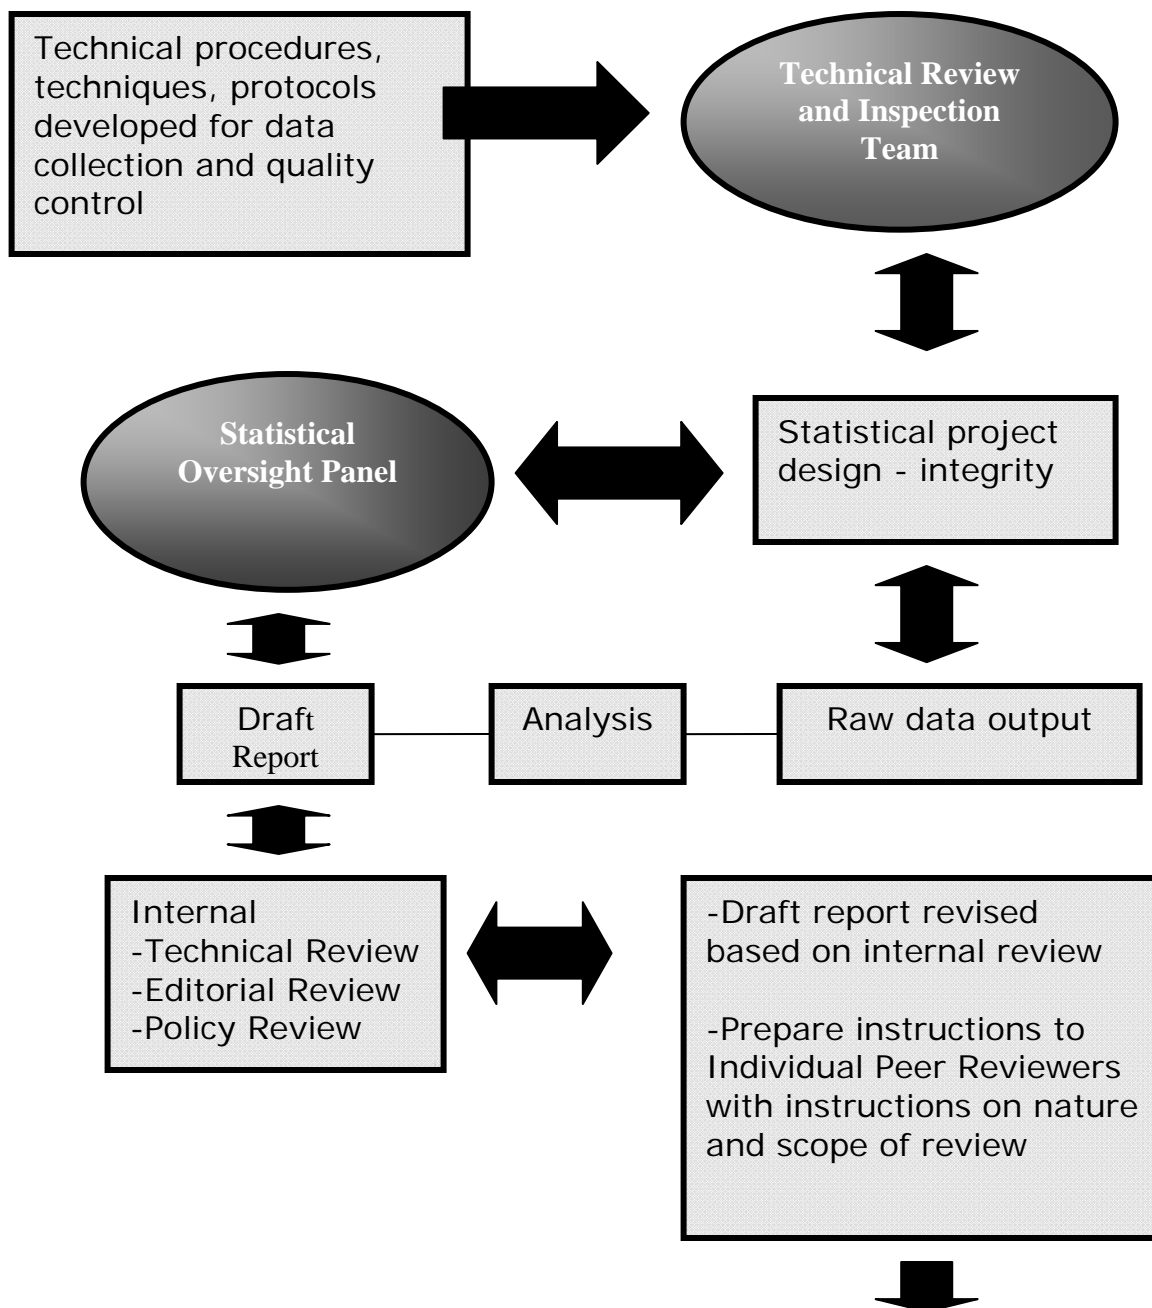 Technical procedures,
techniques, protocols
developed for data
collection and quality
control
Technical Review
and Inspection
Team
Statistical
Oversight Panel
Statistical project
design - integrity
Draft
Report
Analysis
Raw data output
Internal
-Technical Review
-Editorial Review
-Policy Review
-Draft report revised
based on internal review
-Prepare instructions to
Individual Peer Reviewers
with instructions on nature
and scope of review